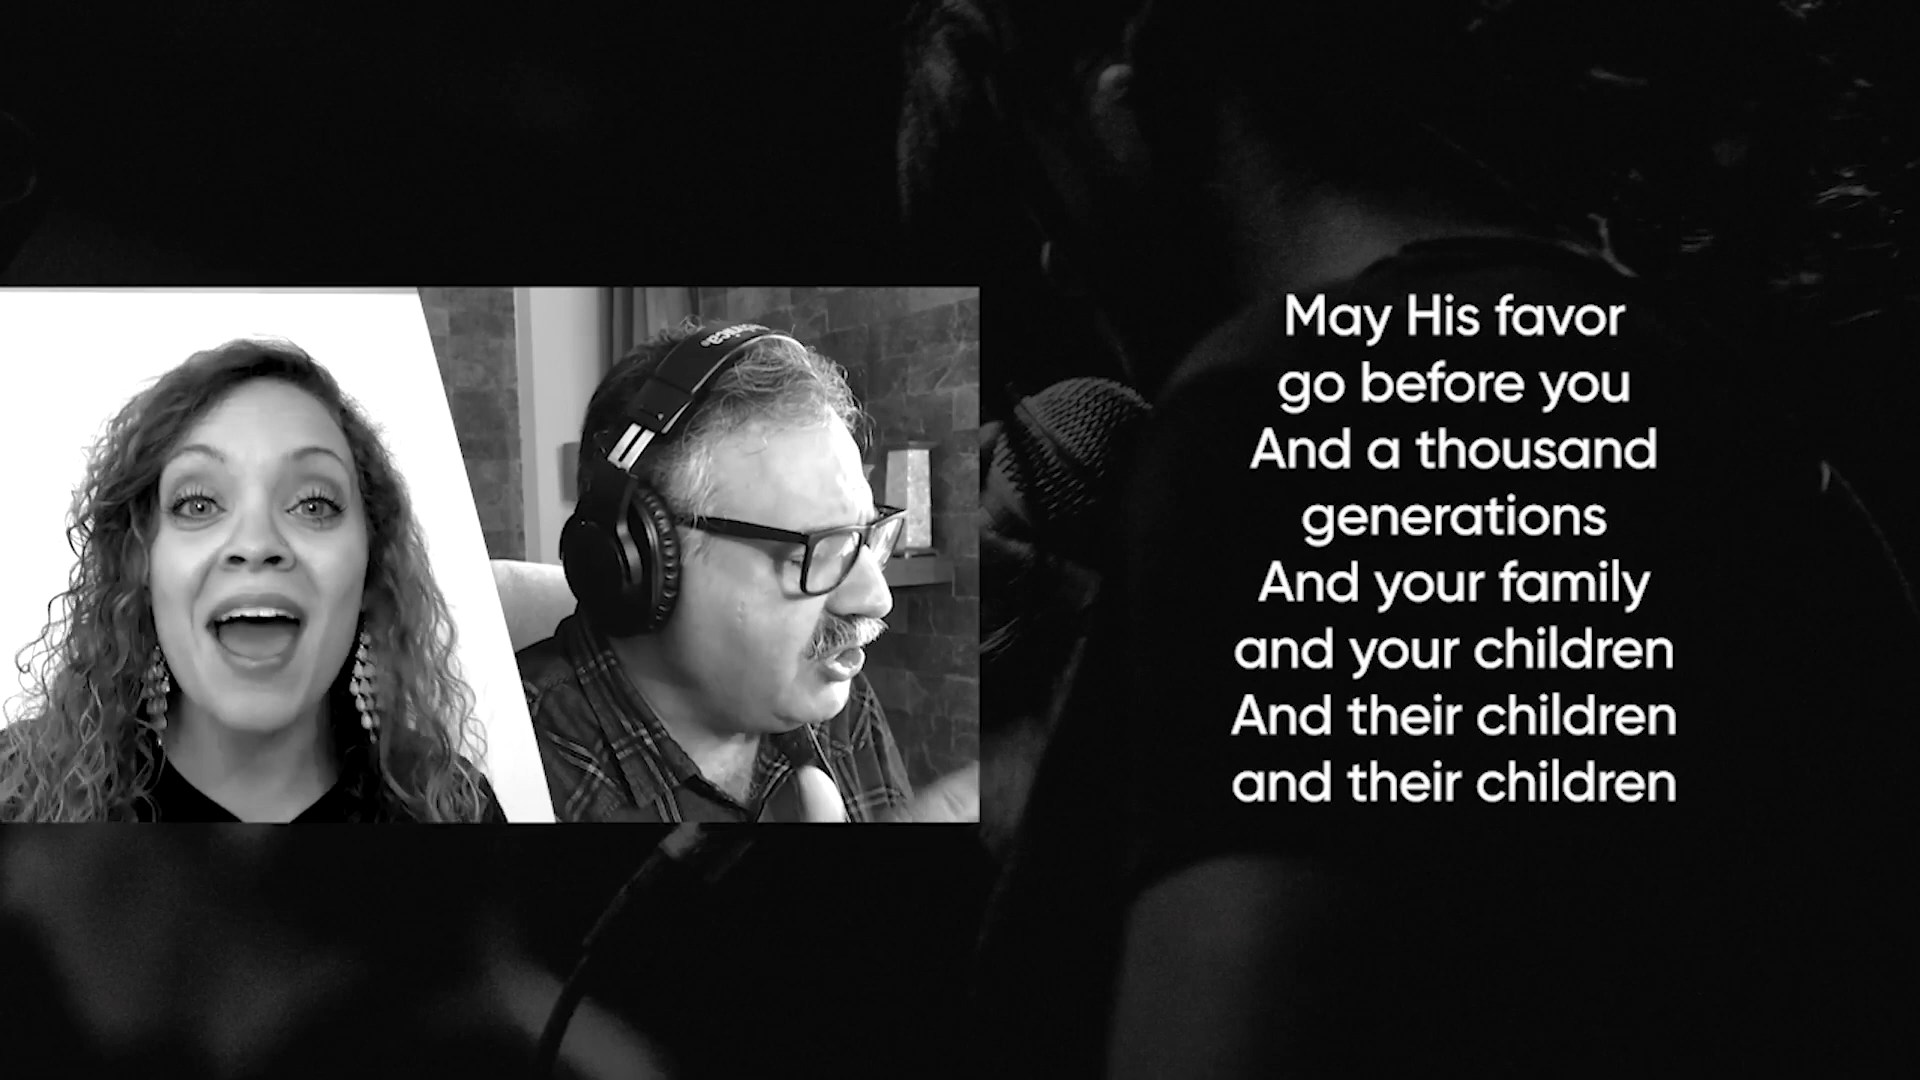 May His favor
go before you
And a thousand
generations
And your family
and your children
And their children
and their children